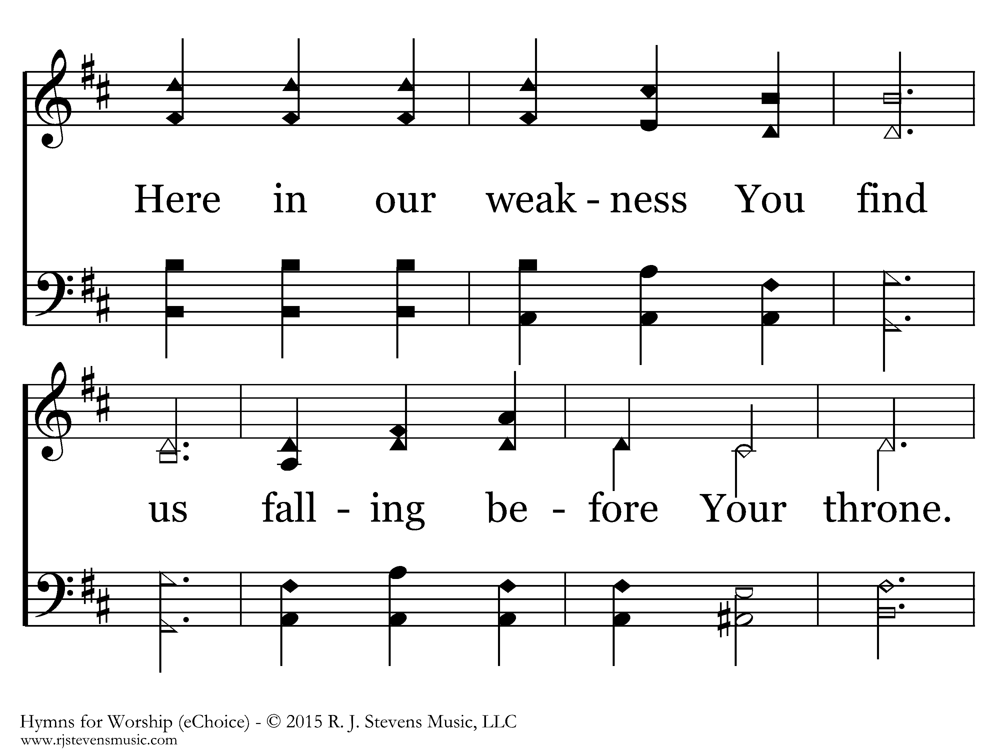 Here in our weak - ness You find
us fall - ing be - fore Your throne.
Hymns for Worship (eChoice) - © 2015 R. J. Stevens Music, LLC
www.rjstevensmusic.com